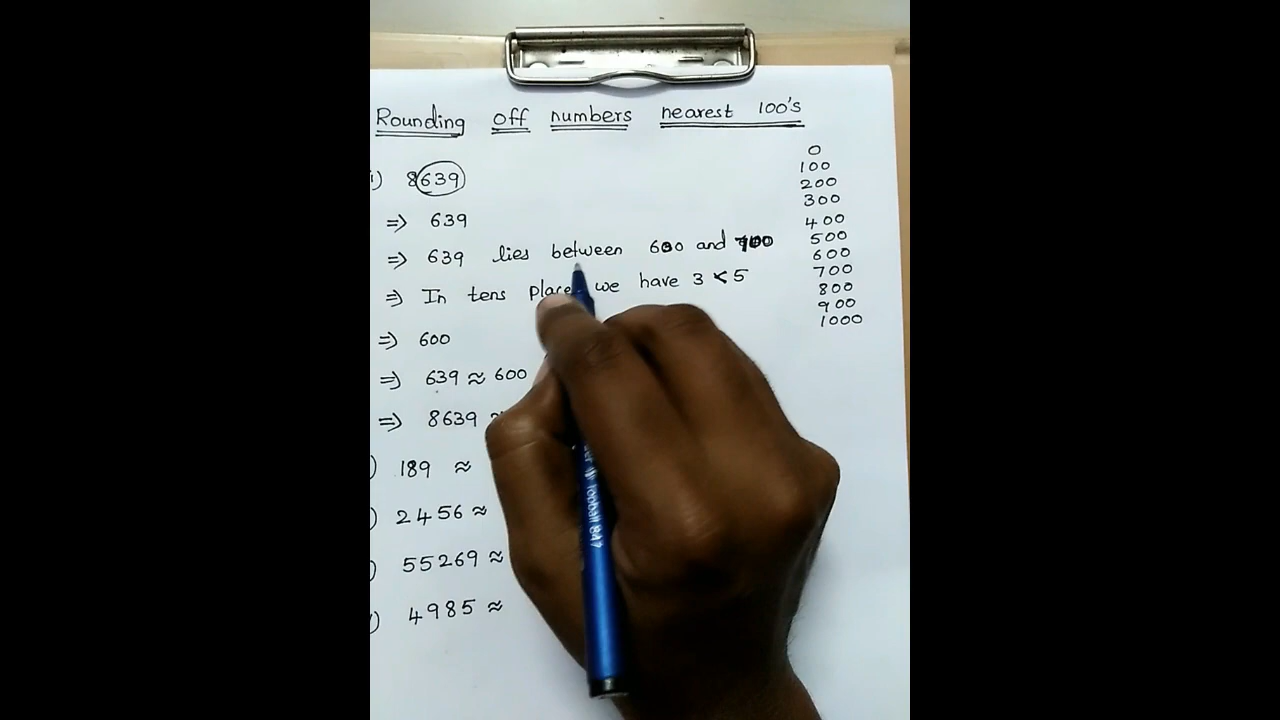 Rounding off numbers nearest 100's
i) 8639
⇒ 639
⇒ 639 lies between 600 and 700
⇒ In tens place we have 3 < 5
⇒ 600
⇒ 639 ≈ 600
⇒ 8639 ≈
) 189 ≈
) 2456 ≈
) 55269 ≈
) 4985 ≈
0
100
200
300
400
500
600
700
800
900
1000
Topball 847